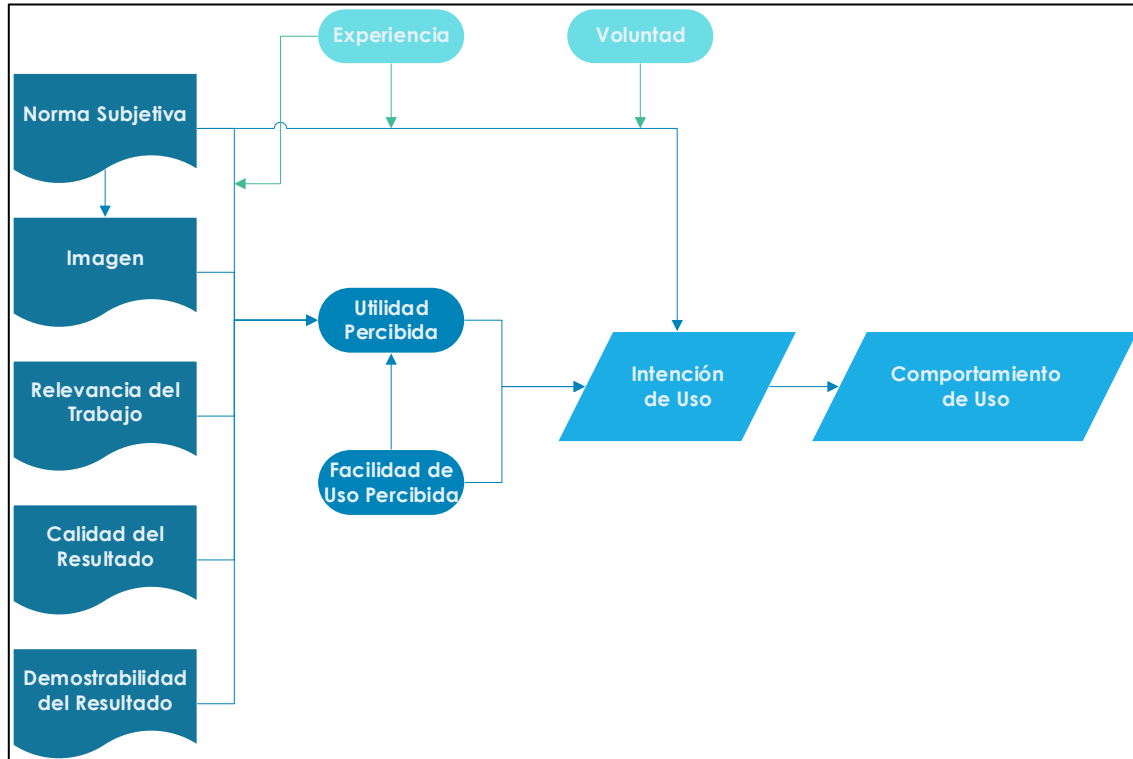 Experiencia
Voluntad
Norma Subjetiva
Imagen
Utilidad
Percibida
Relevancia del
Trabajo
Intención
de Uso
Comportamiento
de Uso
Facilidad de
Uso Percibida
Calidad del
Resultado
Demostrabilidad
del Resultado